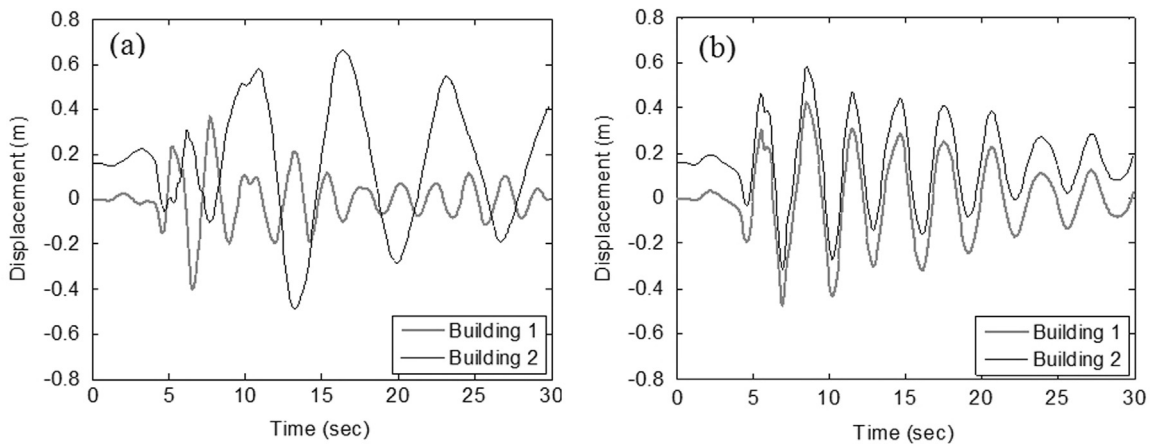 (a)
Displacement (m)
0.8
0.6
0.4
0.2
0
-0.2
-0.4
-0.6
-0.8
Building 1
Building 2
0 5 10 15 20 25 30
Time (sec)
(b)
Displacement (m)
0.8
0.6
0.4
0.2
0
-0.2
-0.4
-0.6
-0.8
Building 1
Building 2
0 5 10 15 20 25 30
Time (sec)